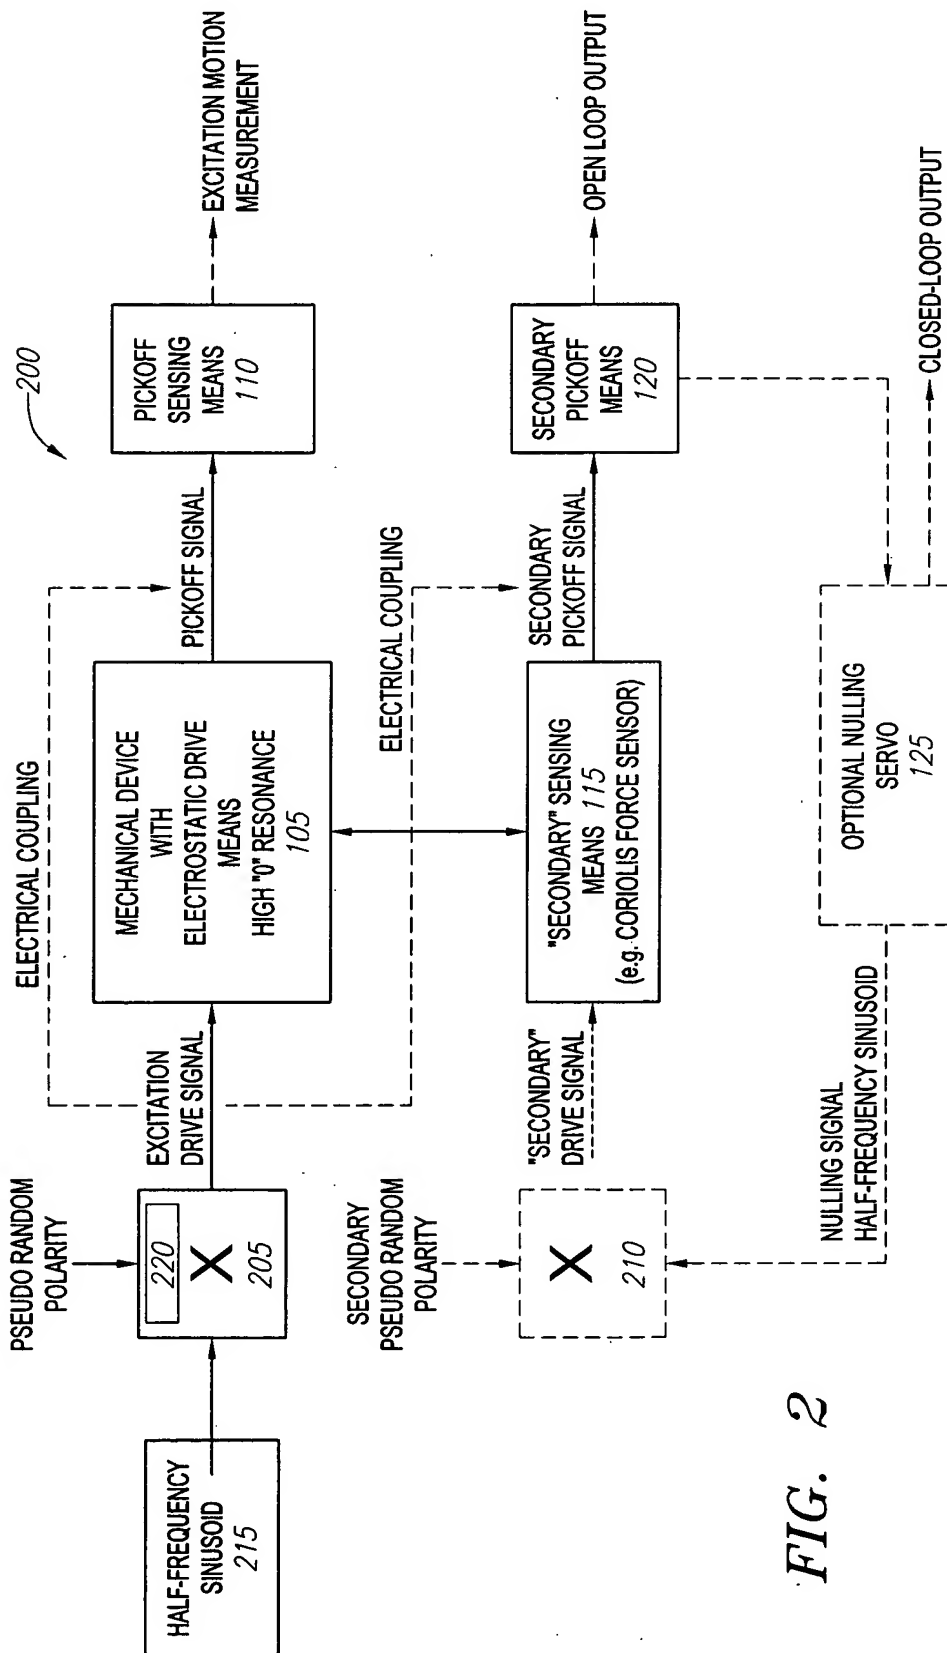 200
PSEUDO RANDOM
POLARITY
HALF-FREQUENCY
SINUSOID
215
220
X
205
EXCITATION
DRIVE SIGNAL
ELECTRICAL COUPLING
MECHANICAL DEVICE
WITH
ELECTROSTATIC DRIVE
MEANS
HIGH "0" RESONANCE
105
PICKOFF SIGNAL
PICKOFF
SENSING
MEANS
110
EXCITATION MOTION
MEASUREMENT
ELECTRICAL COUPLING
SECONDARY
PSEUDO RANDOM
POLARITY
X
210
"SECONDARY"
DRIVE SIGNAL
"SECONDARY" SENSING
MEANS 115
(e.g. CORIOLIS FORCE SENSOR)
SECONDARY
PICKOFF SIGNAL
SECONDARY
PICKOFF
MEANS
120
OPEN LOOP OUTPUT
NULLING SIGNAL
HALF-FREQUENCY SINUSOID
OPTIONAL NULLING
SERVO
125
CLOSED-LOOP OUTPUT
FIG. 2